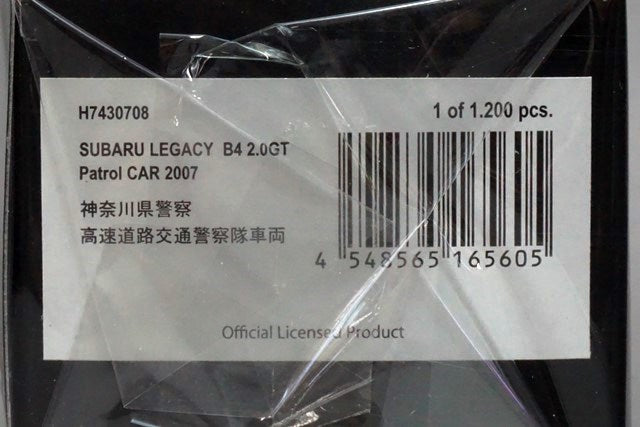 H7430708
1 of 1.200 pcs.
SUBARU LEGACY B4 2.0GT
Patrol CAR 2007
神奈川県警察
高速道路交通警察隊車両
4 548565 165605
Official Licensed Product